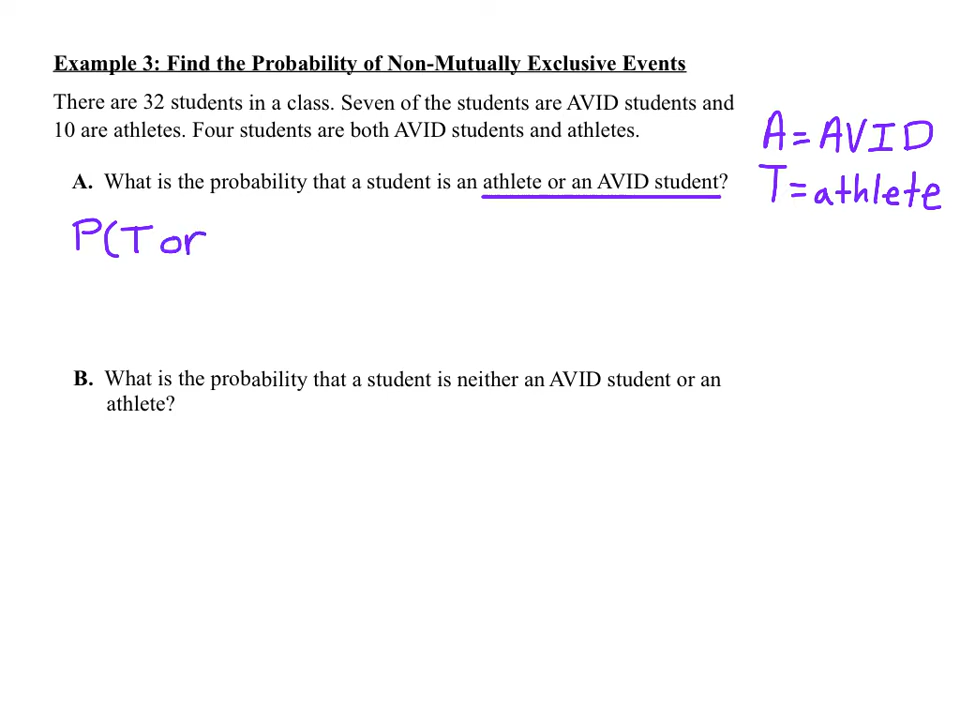 Example 3: Find the Probability of Non-Mutually Exclusive Events
There are 32 students in a class. Seven of the students are AVID students and
10 are athletes. Four students are both AVID students and athletes.
A = AVID
T = athlete
A. What is the probability that a student is an athlete or an AVID student?
P(T or
B. What is the probability that a student is neither an AVID student or an
athlete?